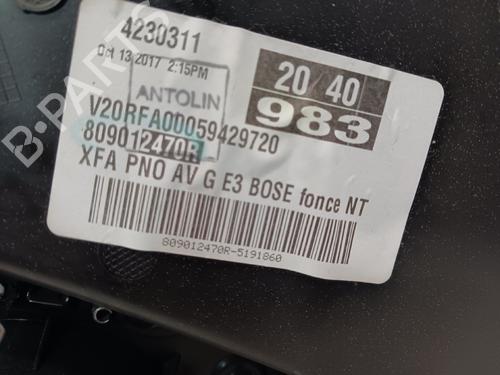 4230311
Oct 13 2017 2:15PM
ANTOLIN
20/40
983
V20RFA00059429720
809012470R
XFA PNO AV G E3 BOSE fonce NT
809012470R-5191860
B-PARTS